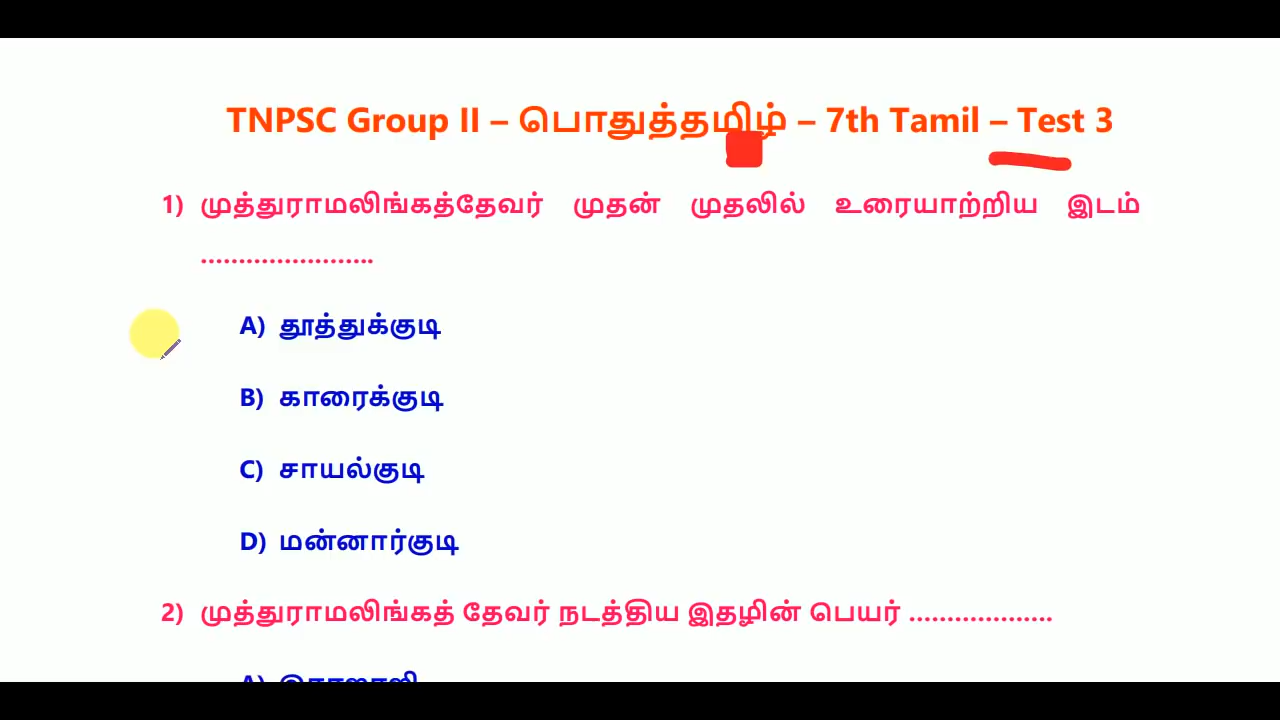 TNPSC Group II – பொதுத்தமிழ் – 7th Tamil – Test 3
1) முத்துராமலிங்கத்தேவர் முதன் முதலில் உரையாற்றிய இடம்
.......................
A) தூத்துக்குடி
B) காரைக்குடி
C) சாயல்குடி
D) மன்னார்குடி
2) முத்துராமலிங்கத் தேவர் நடத்திய இதழின் பெயர் ...................